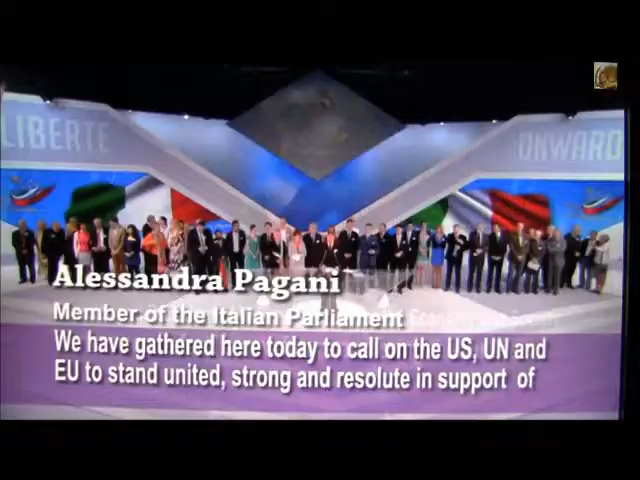 LIBERTE
ONWARD
Alessandra Pagani
Member of the Italian Parliament
We have gathered here today to call on the US, UN and
EU to stand united, strong and resolute in support of